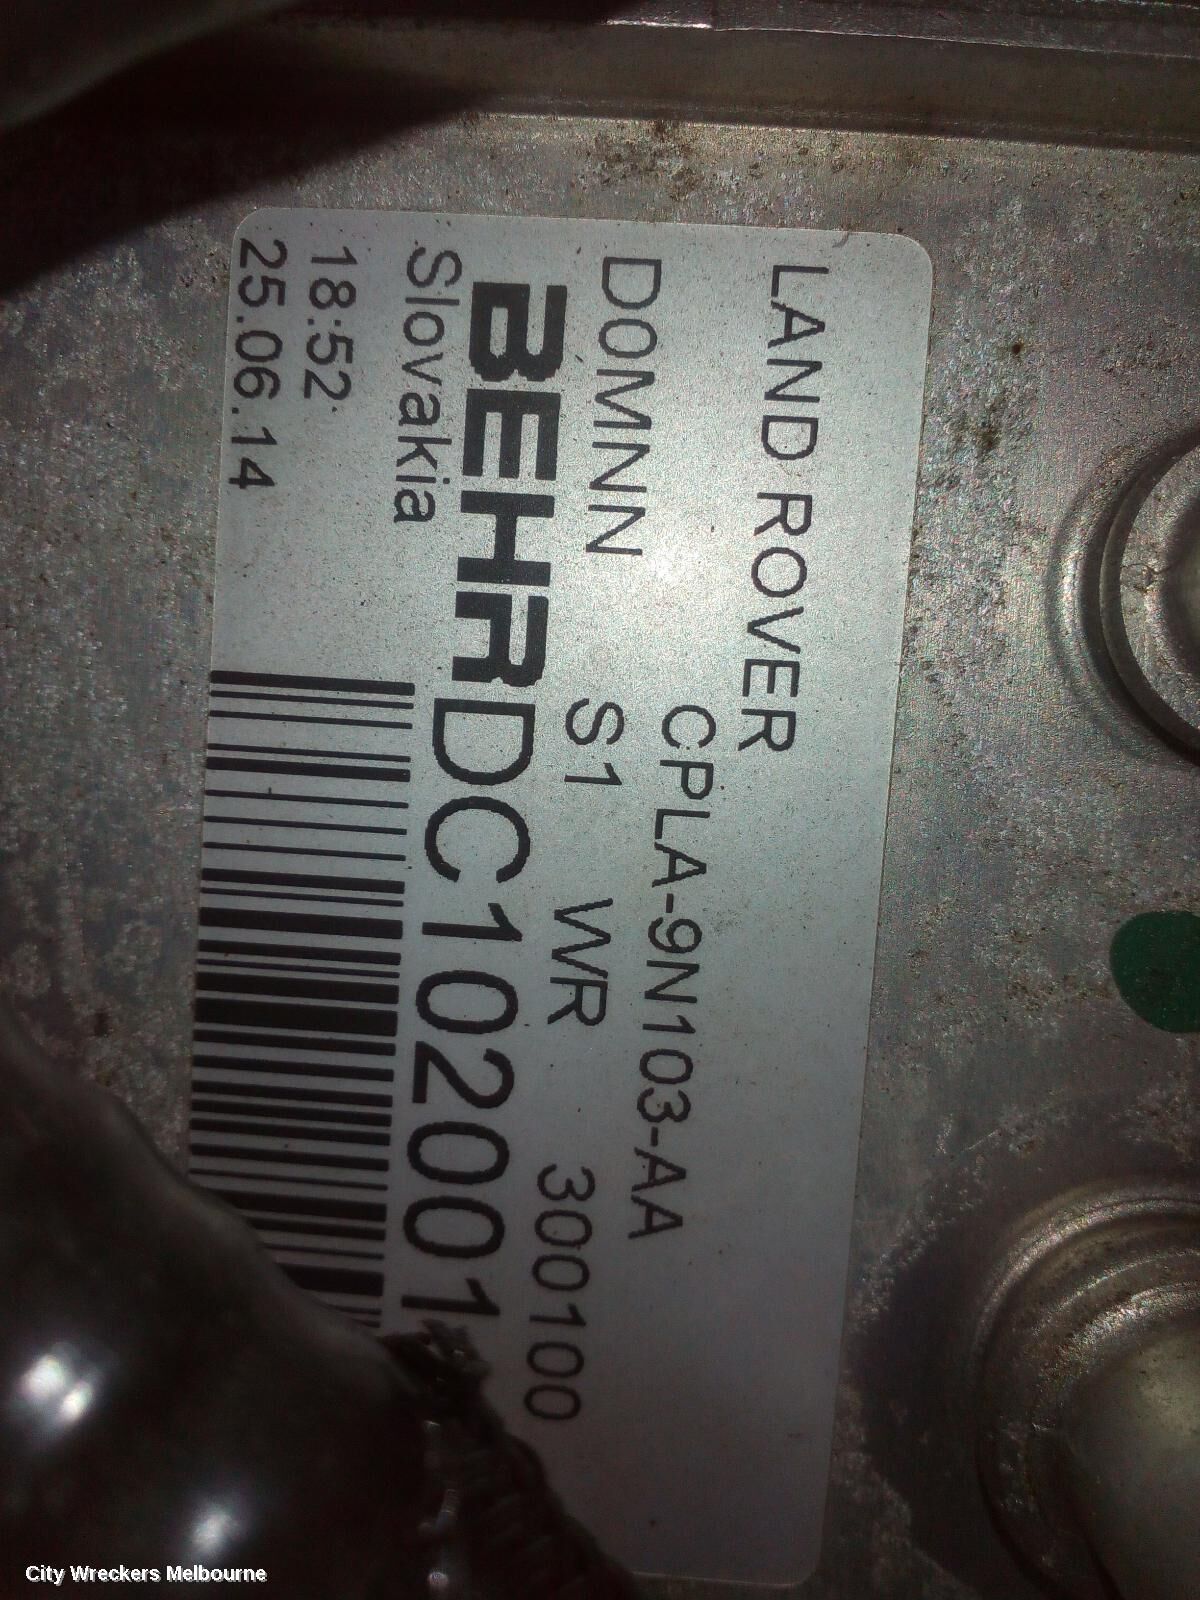 LAND ROVER
CPLA-9N103-AA
D0MNN S1 WR 300100
BEHR DC102001
Slovakia
18:52
25.06.14
City Wreckers Melbourne